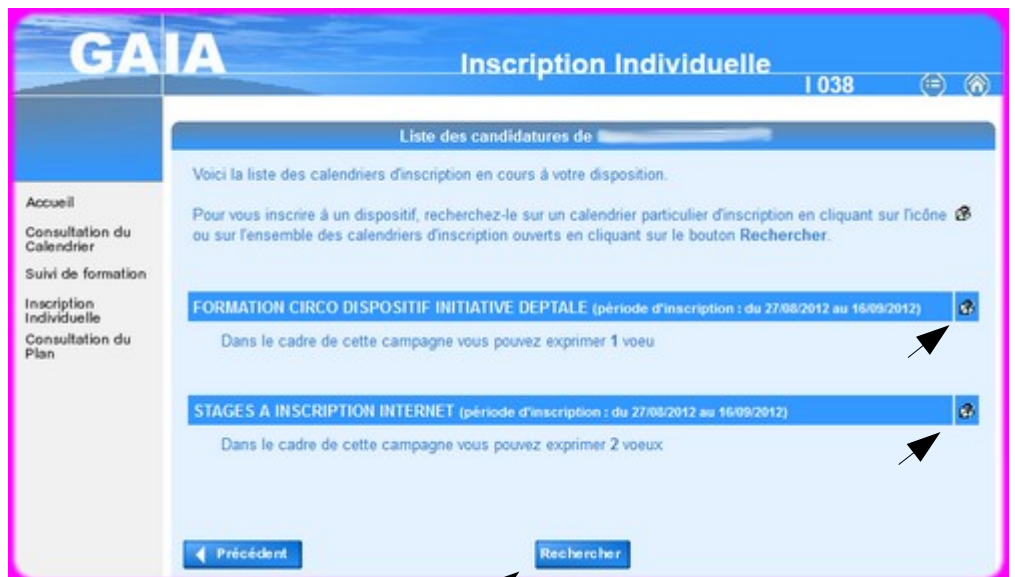 GAIA
Inscription Individuelle
I 038
Liste des candidatures de
Voici la liste des calendriers d'inscription en cours à votre disposition.
Pour vous inscrire à un dispositif, recherchez-le sur un calendrier particulier d'inscription en cliquant sur l'icône
ou sur l'ensemble des calendriers d'inscription ouverts en cliquant sur le bouton Rechercher.
Accueil
Consultation du
Calendrier
Suivi de formation
Inscription
Individuelle
Consultation du
Plan
FORMATION CIRCO DISPOSITIF INITIATIVE DEPTALE (période d'inscription : du 27/08/2012 au 16/09/2012)
Dans le cadre de cette campagne vous pouvez exprimer 1 voeu
STAGES A INSCRIPTION INTERNET (période d'inscription : du 27/08/2012 au 16/09/2012)
Dans le cadre de cette campagne vous pouvez exprimer 2 voeux
Précédent
Rechercher